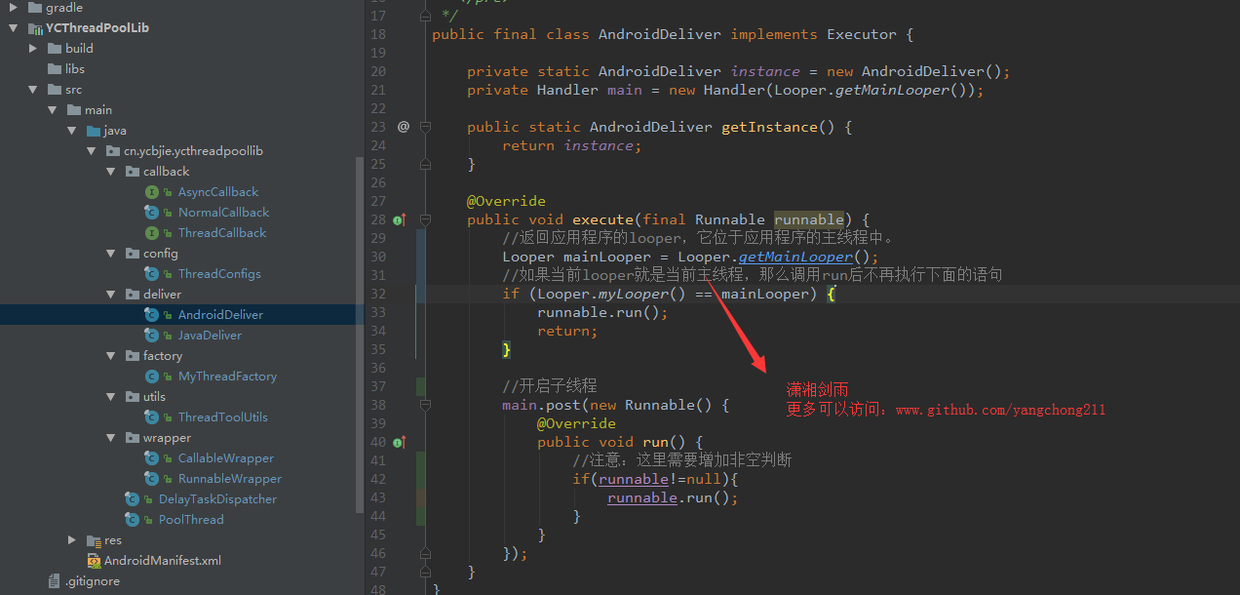 gradle
YCThreadPoolLib
build
libs
src
main
java
cn.ycbjie.ycthreadpoollib
callback
AsyncCallback
NormalCallback
ThreadCallback
config
ThreadConfigs
deliver
AndroidDeliver
JavaDeliver
factory
MyThreadFactory
utils
ThreadToolUtils
wrapper
CallableWrapper
RunnableWrapper
DelayTaskDispatcher
PoolThread
res
AndroidManifest.xml
.gitignore
17 */
18 public final class AndroidDeliver implements Executor {
19
20 private static AndroidDeliver instance = new AndroidDeliver();
21 private Handler main = new Handler(Looper.getMainLooper());
22
23 @ public static AndroidDeliver getInstance() {
24 return instance;
25 }
26
27 @Override
28 public void execute(final Runnable runnable) {
29 //返回应用程序的looper，它位于应用程序的主线程中。
30 Looper mainLooper = Looper.getMainLooper();
31 //如果当前looper就是当前主线程，那么调用run后不再执行下面的语句
32 if (Looper.myLooper() == mainLooper) {
33 runnable.run();
34 return;
35 }
36
37 //开启子线程
38 main.post(new Runnable() {
39 @Override
40 public void run() {
41 //注意：这里需要增加非空判断
42 if(runnable!=null){
43 runnable.run();
44 }
45 }
46 });
47 }
48 }
潇湘剑雨
更多可以访问：www.github.com/yangchong211